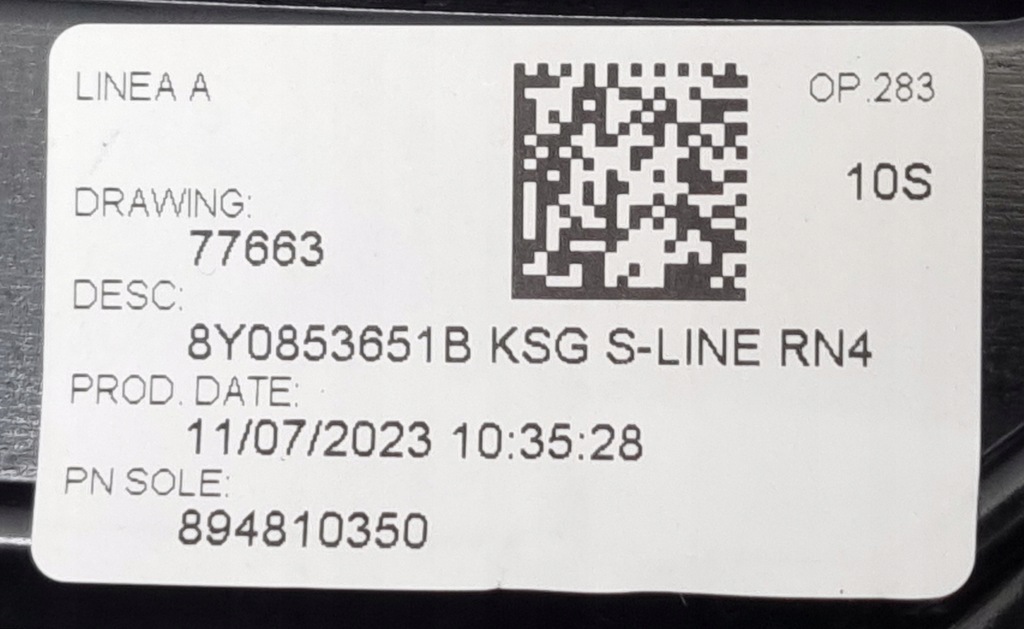 LINEA A
OP.283
10S
DRAWING:
77663
DESC:
8Y0853651B KSG S-LINE RN4
PROD. DATE:
11/07/2023 10:35:28
PN SOLE:
894810350